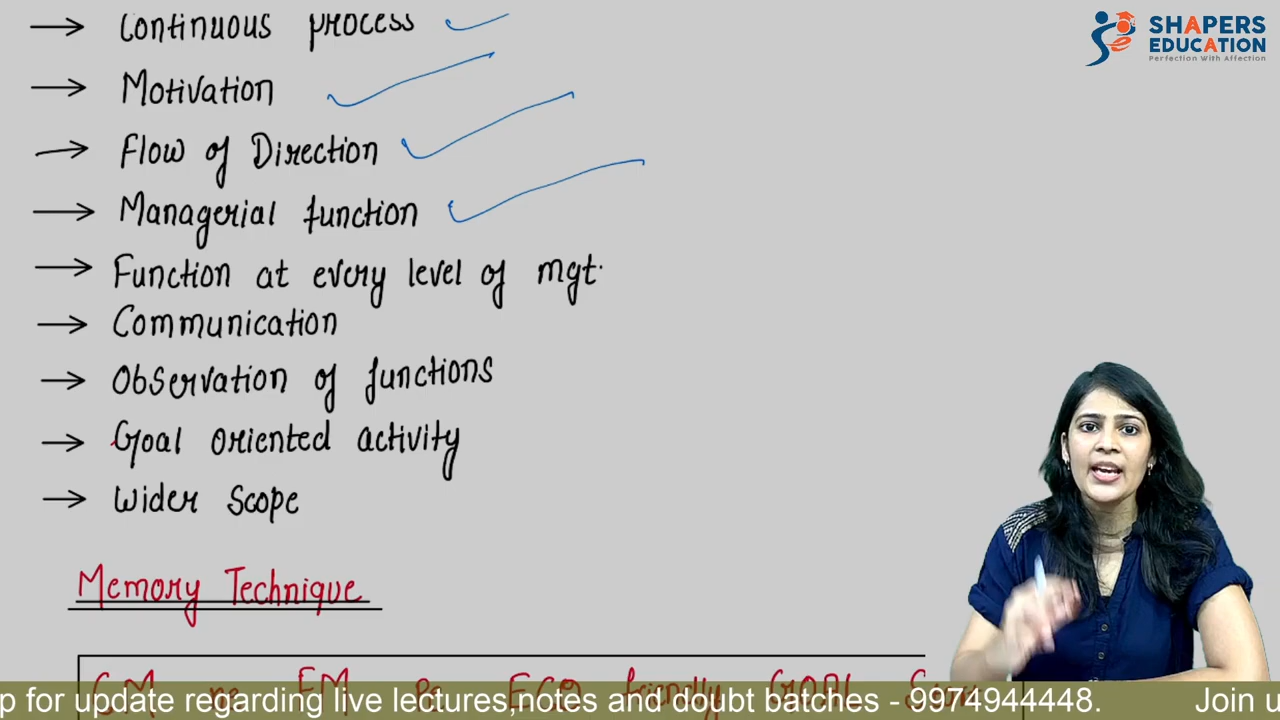 → Continuous process
→ Motivation
→ Flow of Direction
→ Managerial function
→ Function at every level of mgt.
→ Communication
→ Observation of functions
→ Goal oriented activity
→ Wider Scope
Memory Technique
SHAPERS
EDUCATION
Perfection With Affection
p for update regarding live lectures,notes and doubt batches - 9974944448. Join u